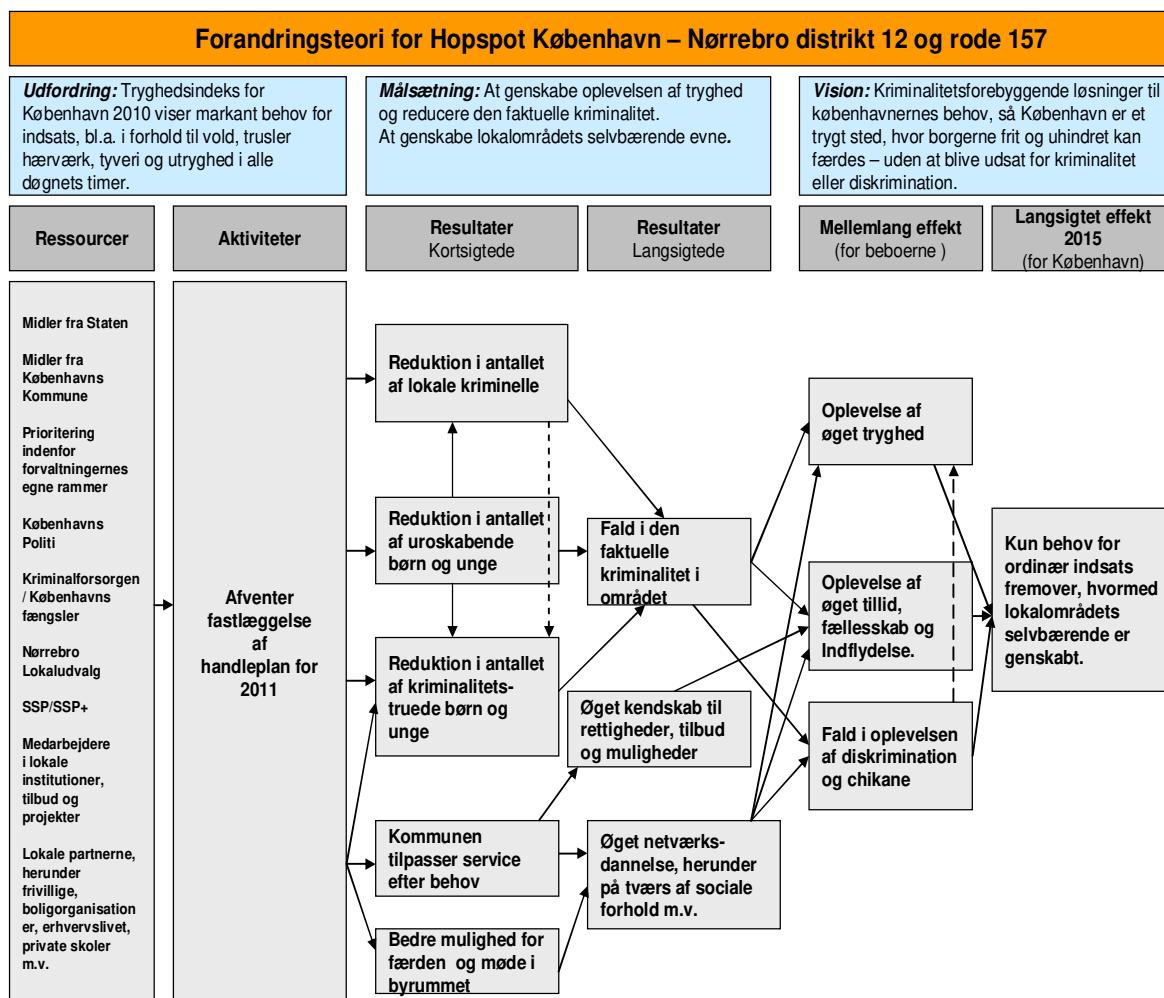 Forandringsteori for Hopspot København – Nørrebro distrikt 12 og rode 157
Udfordring: Tryghedsindeks for
København 2010 viser markant behov for
indsats, bl.a. i forhold til vold, trusler
hærværk, tyveri og utryghed i alle
døgnets timer.
Målsætning: At genskabe oplevelsen af tryghed
og reducere den faktuelle kriminalitet.
At genskabe lokalområdets selvbærende evne.
Vision: Kriminalitetsforebyggende løsninger til
københavnernes behov, så København er et
trygt sted, hvor borgerne frit og uhindret kan
færdes – uden at blive udsat for kriminalitet
eller diskrimination.
Ressourcer
Aktiviteter
Resultater
Kortsigtede
Resultater
Langsigtede
Mellemlang effekt
(for beboerne )
Langsigtet effekt
2015
(for København)
Midler fra Staten
Midler fra
Københavns
Kommune
Prioritering
indenfor
forvaltningernes
egne rammer
Københavns
Politi
Kriminalforsorgen
/ Københavns
fængsler
Nørrebro
Lokaludvalg
SSP/SSP+
Medarbejdere
i lokale
institutioner,
tilbud og
projekter
Lokale partnerne,
herunder
frivillige,
boligorganisation
er, erhvervslivet,
private skoler
m.v.
Afventer
fastlæggelse
af
handleplan for
2011
Reduktion i antallet
af lokale kriminelle
Reduktion i antallet
af uroskabende
børn og unge
Reduktion i antallet
af kriminalitets-
truede børn og
unge
Kommunen
tilpasser service
efter behov
Bedre mulighed for
færden og møde i
byrummet
Fald i den
faktuelle
kriminalitet i
området
Øget kendskab til
rettigheder, tilbud
og muligheder
Øget netværks-
dannelse, herunder
på tværs af sociale
forhold m.v.
Oplevelse af
øget tryghed
Oplevelse af
øget tillid,
fællesskab og
Indflydelse.
Fald i oplevelsen
af diskrimination
og chikane
Kun behov for
ordinær indsats
fremover, hvormed
lokalområdets
selvbærende er
genskabt.